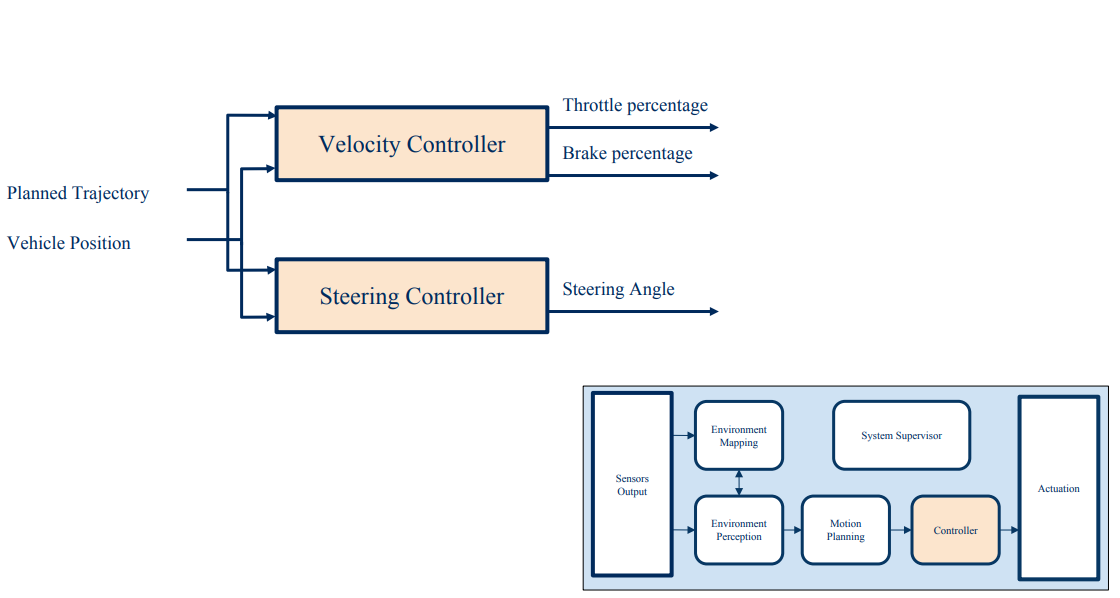 Throttle percentage
Velocity Controller
Brake percentage
Planned Trajectory
Vehicle Position
Steering Controller
Steering Angle
Environment
Mapping
System Supervisor
Sensors
Output
Actuation
Environment
Perception
Motion
Planning
Controller